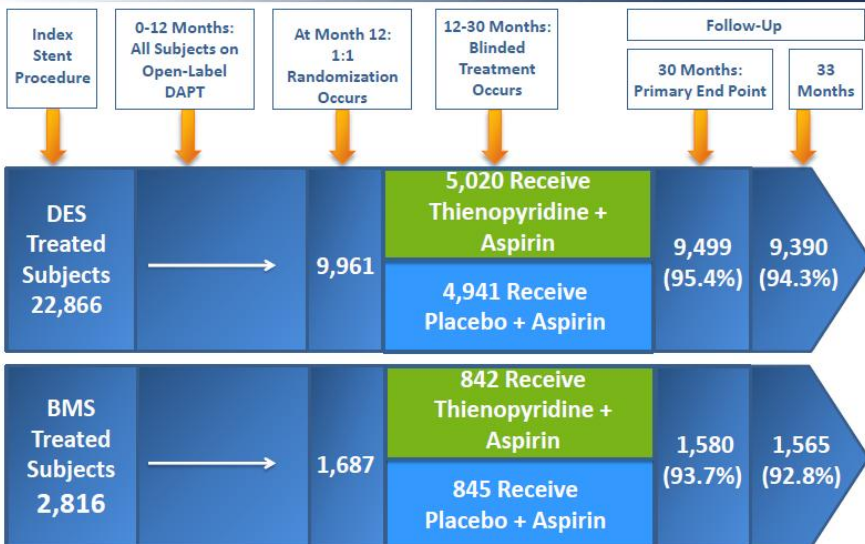 Index
Stent
Procedure
0-12 Months:
All Subjects on
Open-Label
DAPT
At Month 12:
1:1
Randomization
Occurs
12-30 Months:
Blinded
Treatment
Occurs
Follow-Up
30 Months:
Primary End Point
33
Months
DES
Treated
Subjects
22,866
9,961
5,020 Receive
Thienopyridine +
Aspirin
4,941 Receive
Placebo + Aspirin
9,499
(95.4%)
9,390
(94.3%)
BMS
Treated
Subjects
2,816
1,687
842 Receive
Thienopyridine +
Aspirin
845 Receive
Placebo + Aspirin
1,580
(93.7%)
1,565
(92.8%)